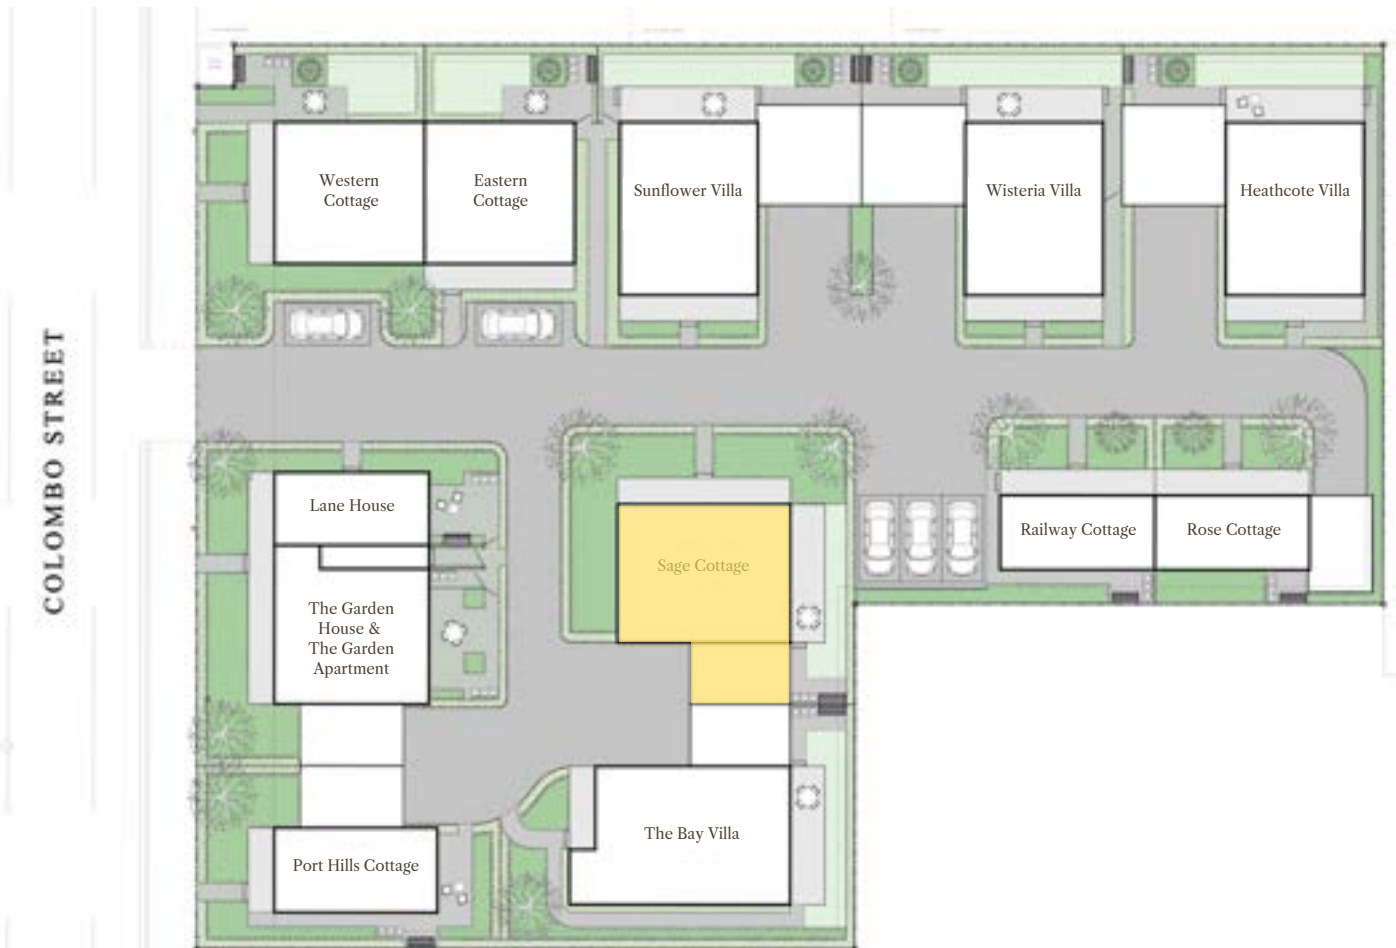 COLOMBO STREET
Western
Cottage
Eastern
Cottage
Sunflower Villa
Wisteria Villa
Heathcote Villa
Lane House
The Garden
House &
The Garden
Apartment
Port Hills Cottage
Sage Cottage
The Bay Villa
Railway Cottage
Rose Cottage